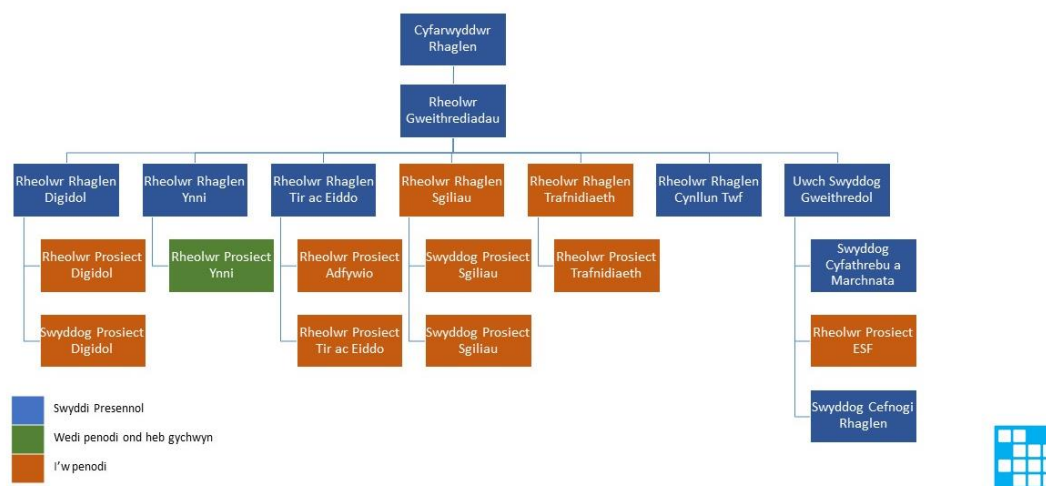 Cyfarwyddwr
Rhaglen
Rheolwr
Gweithrediadau
Rheolwr Rhaglen
Digidol
Rheolwr Rhaglen
Ynni
Rheolwr Rhaglen
Tir ac Eiddo
Rheolwr Rhaglen
Sgiliau
Rheolwr Rhaglen
Trafnidiaeth
Rheolwr Rhaglen
Cynllun Twf
Uwch Swyddog
Gweithredol
Rheolwr Prosiect
Digidol
Rheolwr Prosiect
Ynni
Rheolwr Prosiect
Adfywio
Swyddog Prosiect
Sgiliau
Rheolwr Prosiect
Trafnidiaeth
Swyddog
Cyfathrebu a
Marchnata
Swyddog Prosiect
Digidol
Rheolwr Prosiect
Tir ac Eiddo
Swyddog Prosiect
Sgiliau
Rheolwr Prosiect
ESF
Swyddog Cefnogi
Rhaglen
Swyddi Presennol
Wedi penodi ond heb gychwyn
I'w penodi